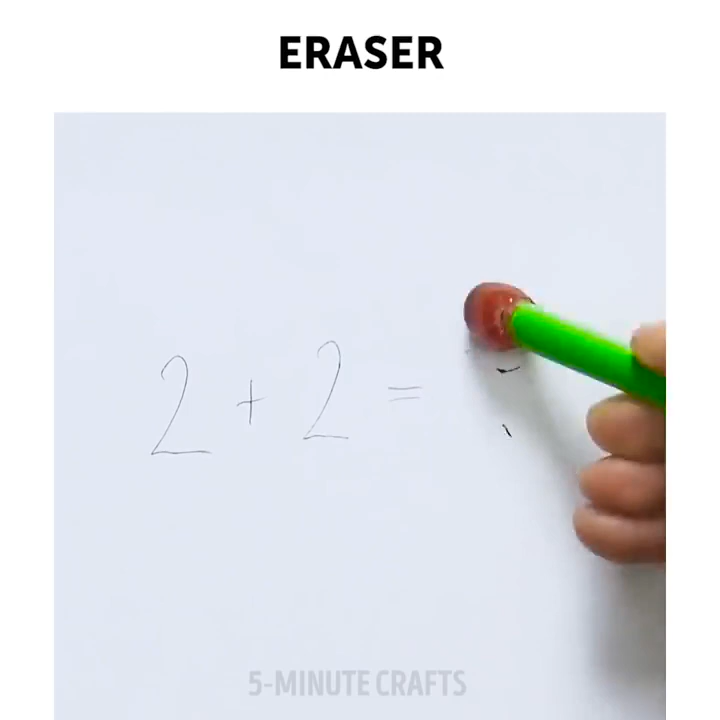 ERASER
2 + 2 =
5-MINUTE CRAFTS